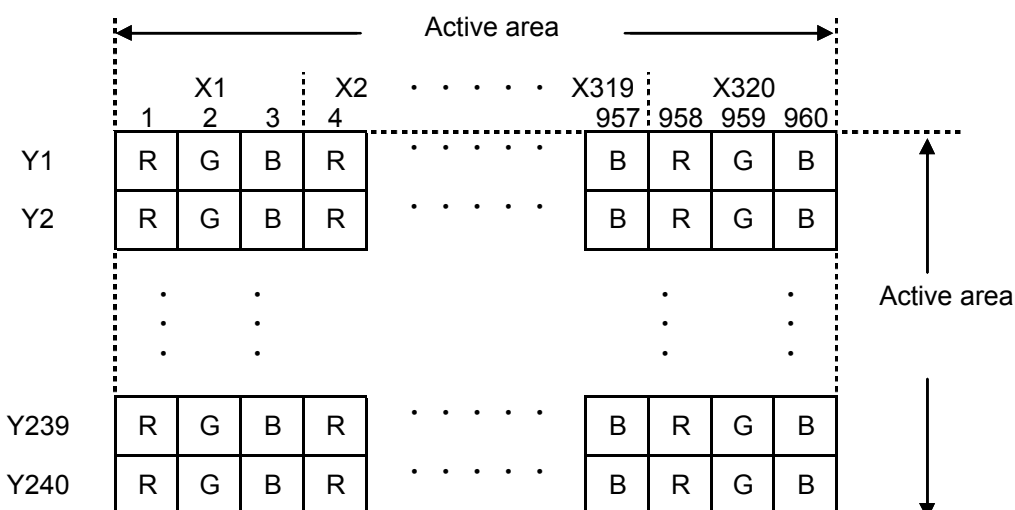 Active area
X1 X2 · · · · · X319 X320
1 2 3 4 957 958 959 960
Y1 R G B R · · · · · B R G B
Y2 R G B R · · · · · B R G B
Active area
Y239 R G B R · · · · · B R G B
Y240 R G B R · · · · · B R G B